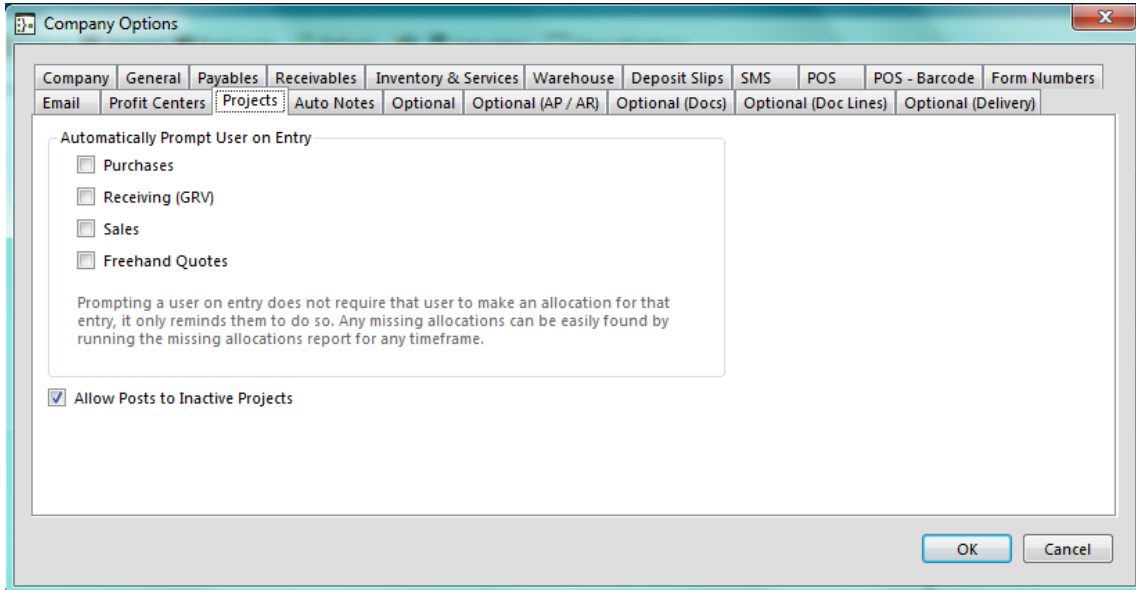 Company Options
Company General Payables Receivables Inventory & Services Warehouse Deposit Slips SMS POS POS - Barcode Form Numbers
Email Profit Centers Projects Auto Notes Optional Optional (AP / AR) Optional (Docs) Optional (Doc Lines) Optional (Delivery)
Automatically Prompt User on Entry
Purchases
Receiving (GRV)
Sales
Freehand Quotes
Prompting a user on entry does not require that user to make an allocation for that
entry, it only reminds them to do so. Any missing allocations can be easily found by
running the missing allocations report for any timeframe.
Allow Posts to Inactive Projects
OK Cancel